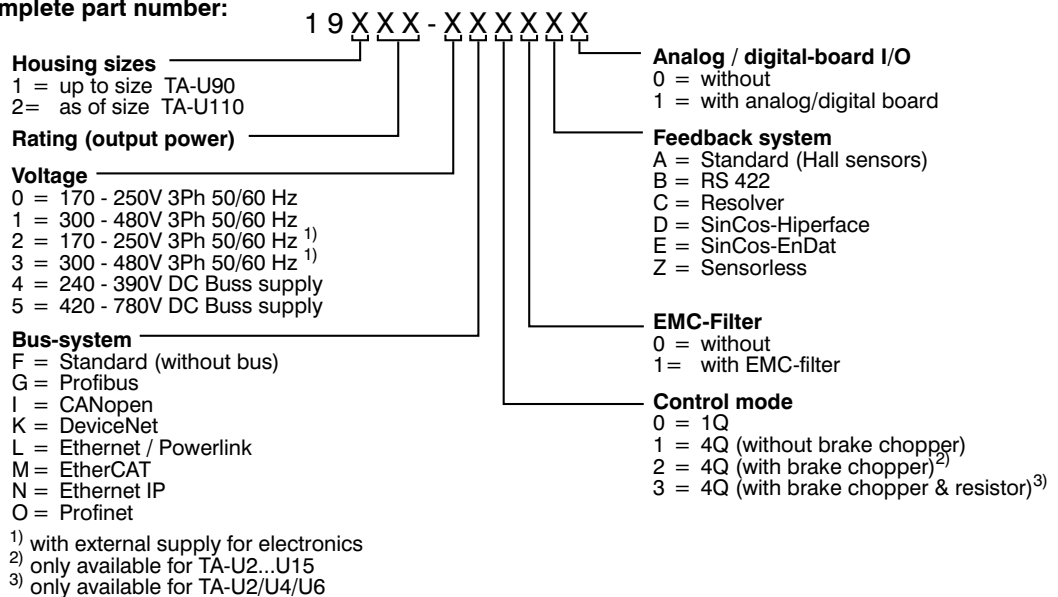 mplete part number:
19XXX-XXXXXX
Housing sizes
1 = up to size TA-U90
2= as of size TA-U110
Rating (output power)
Voltage
0 = 170 - 250V 3Ph 50/60 Hz
1 = 300 - 480V 3Ph 50/60 Hz
2 = 170 - 250V 3Ph 50/60 Hz 1)
3 = 300 - 480V 3Ph 50/60 Hz 1)
4 = 240 - 390V DC Buss supply
5 = 420 - 780V DC Buss supply
Bus-system
F = Standard (without bus)
G = Profibus
I = CANopen
K = DeviceNet
L = Ethernet / Powerlink
M = EtherCAT
N = Ethernet IP
O = Profinet
1) with external supply for electronics
2) only available for TA-U2...U15
3) only available for TA-U2/U4/U6
Analog / digital-board I/O
0 = without
1 = with analog/digital board
Feedback system
A = Standard (Hall sensors)
B = RS 422
C = Resolver
D = SinCos-Hiperface
E = SinCos-EnDat
Z = Sensorless
EMC-Filter
0 = without
1= with EMC-filter
Control mode
0 = 1Q
1 = 4Q (without brake chopper)
2 = 4Q (with brake chopper)2)
3 = 4Q (with brake chopper & resistor)3)